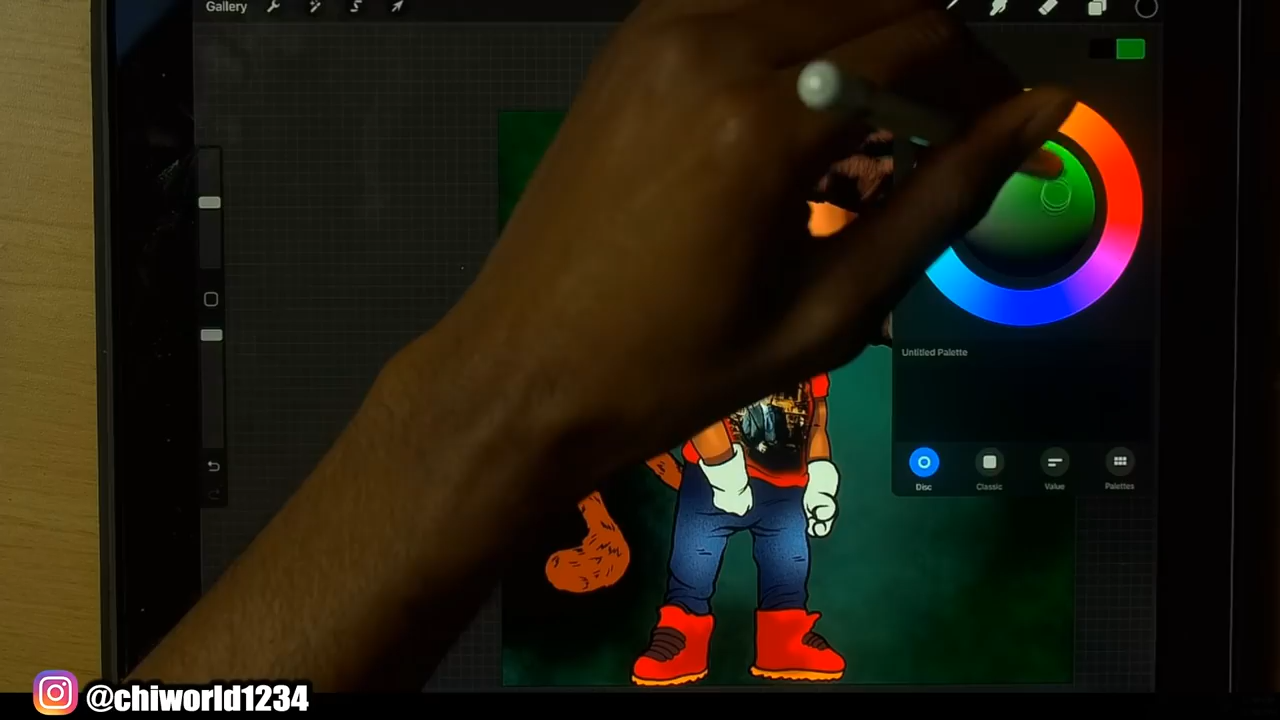 Gallery
Untitled Palette
Disc
Classic
Value
Palettes
@chiworld1234